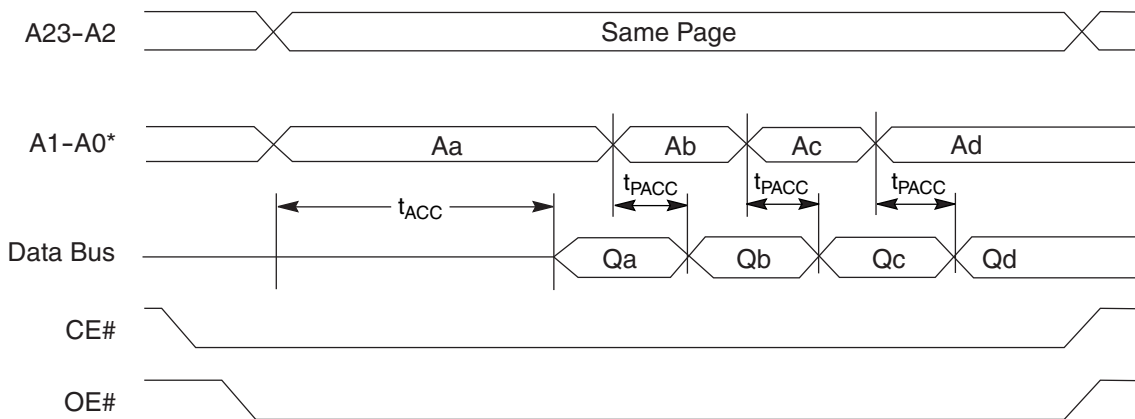 A23–A2
Same Page
A1–A0*
Aa
Ab
Ac
Ad
tACC
tPACC
tPACC
tPACC
Data Bus
Qa
Qb
Qc
Qd
CE#
OE#